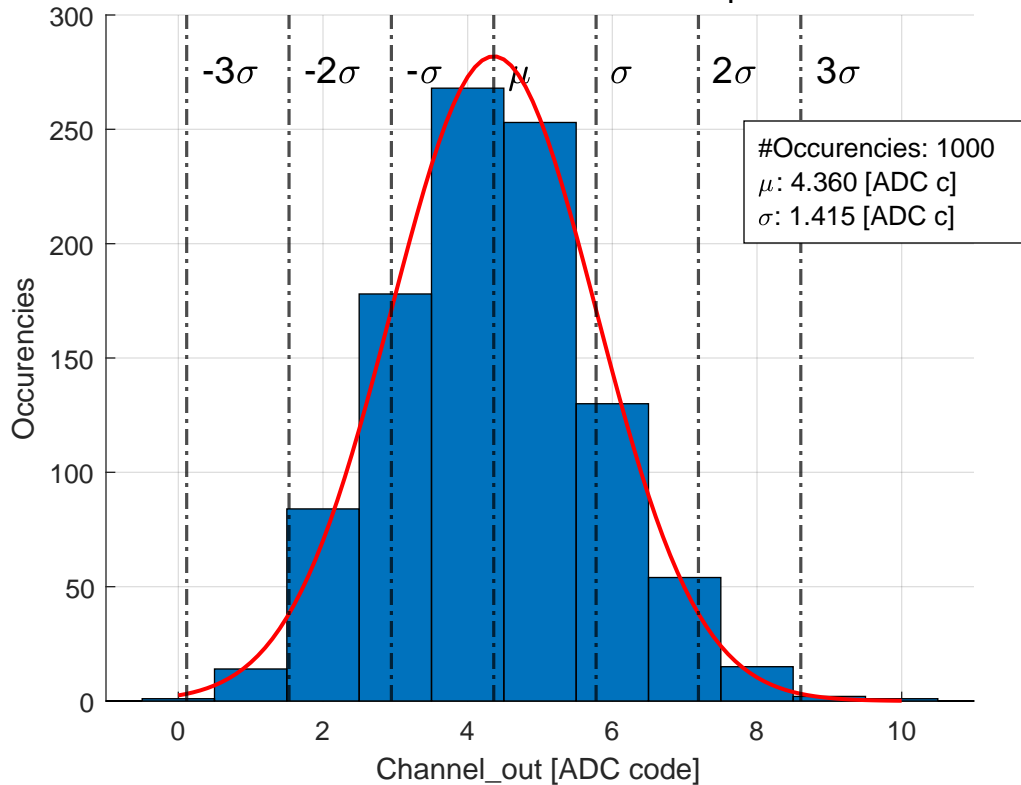 300
-3σ -2σ -σ μ σ 2σ 3σ
250
#Occurencies: 1000
μ: 4.360 [ADC c]
σ: 1.415 [ADC c]
200
Occurencies
150
100
50
0
0 2 4 6 8 10
Channel_out [ADC code]